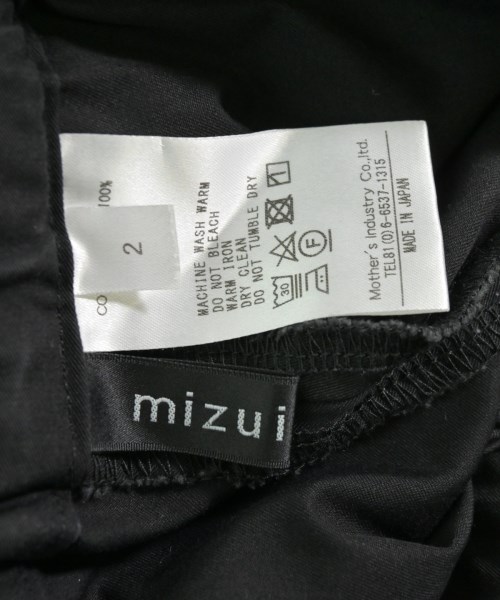 100%
CO
2
MACHINE WASH WARM
DO NOT BLEACH
WARM IRON
DRY CLEAN
DO NOT TUMBLE DRY
30
F
Mother's Industry Co.,ltd.
TEL81(0)6-6537-1315
MADE IN JAPAN
mizui